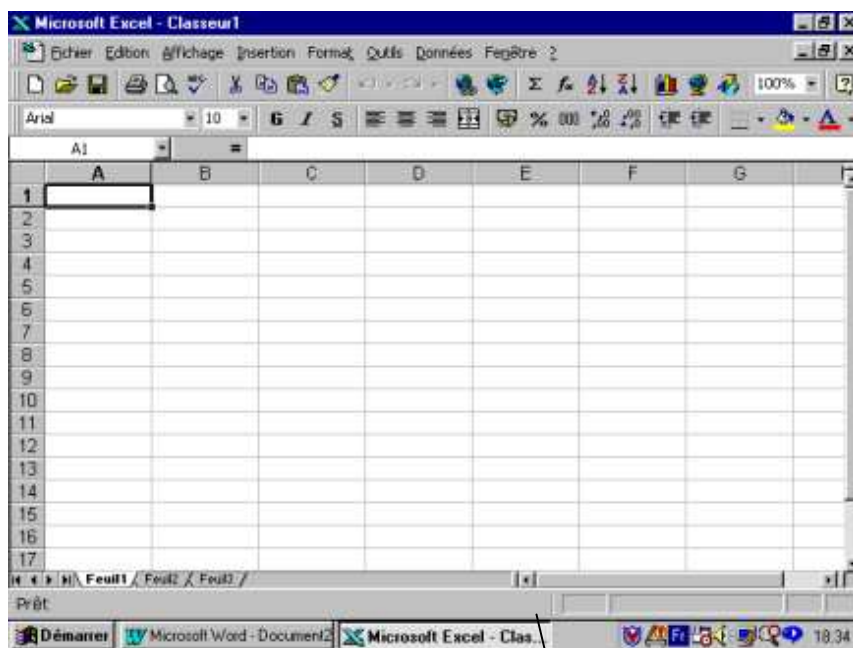 Microsoft Excel - Classeur1
Fichier Edition Affichage Insertion Format Outils Données Fenêtre ?
100%
Arial 10 G I S % 000
A1 =
A B C D E F G
1
2
3
4
5
6
7
8
9
10
11
12
13
14
15
16
17
Feuil1 Feuil2 Feuil3
Prêt
Démarrer Microsoft Word - Document2 Microsoft Excel - Clas... Fr 18:34